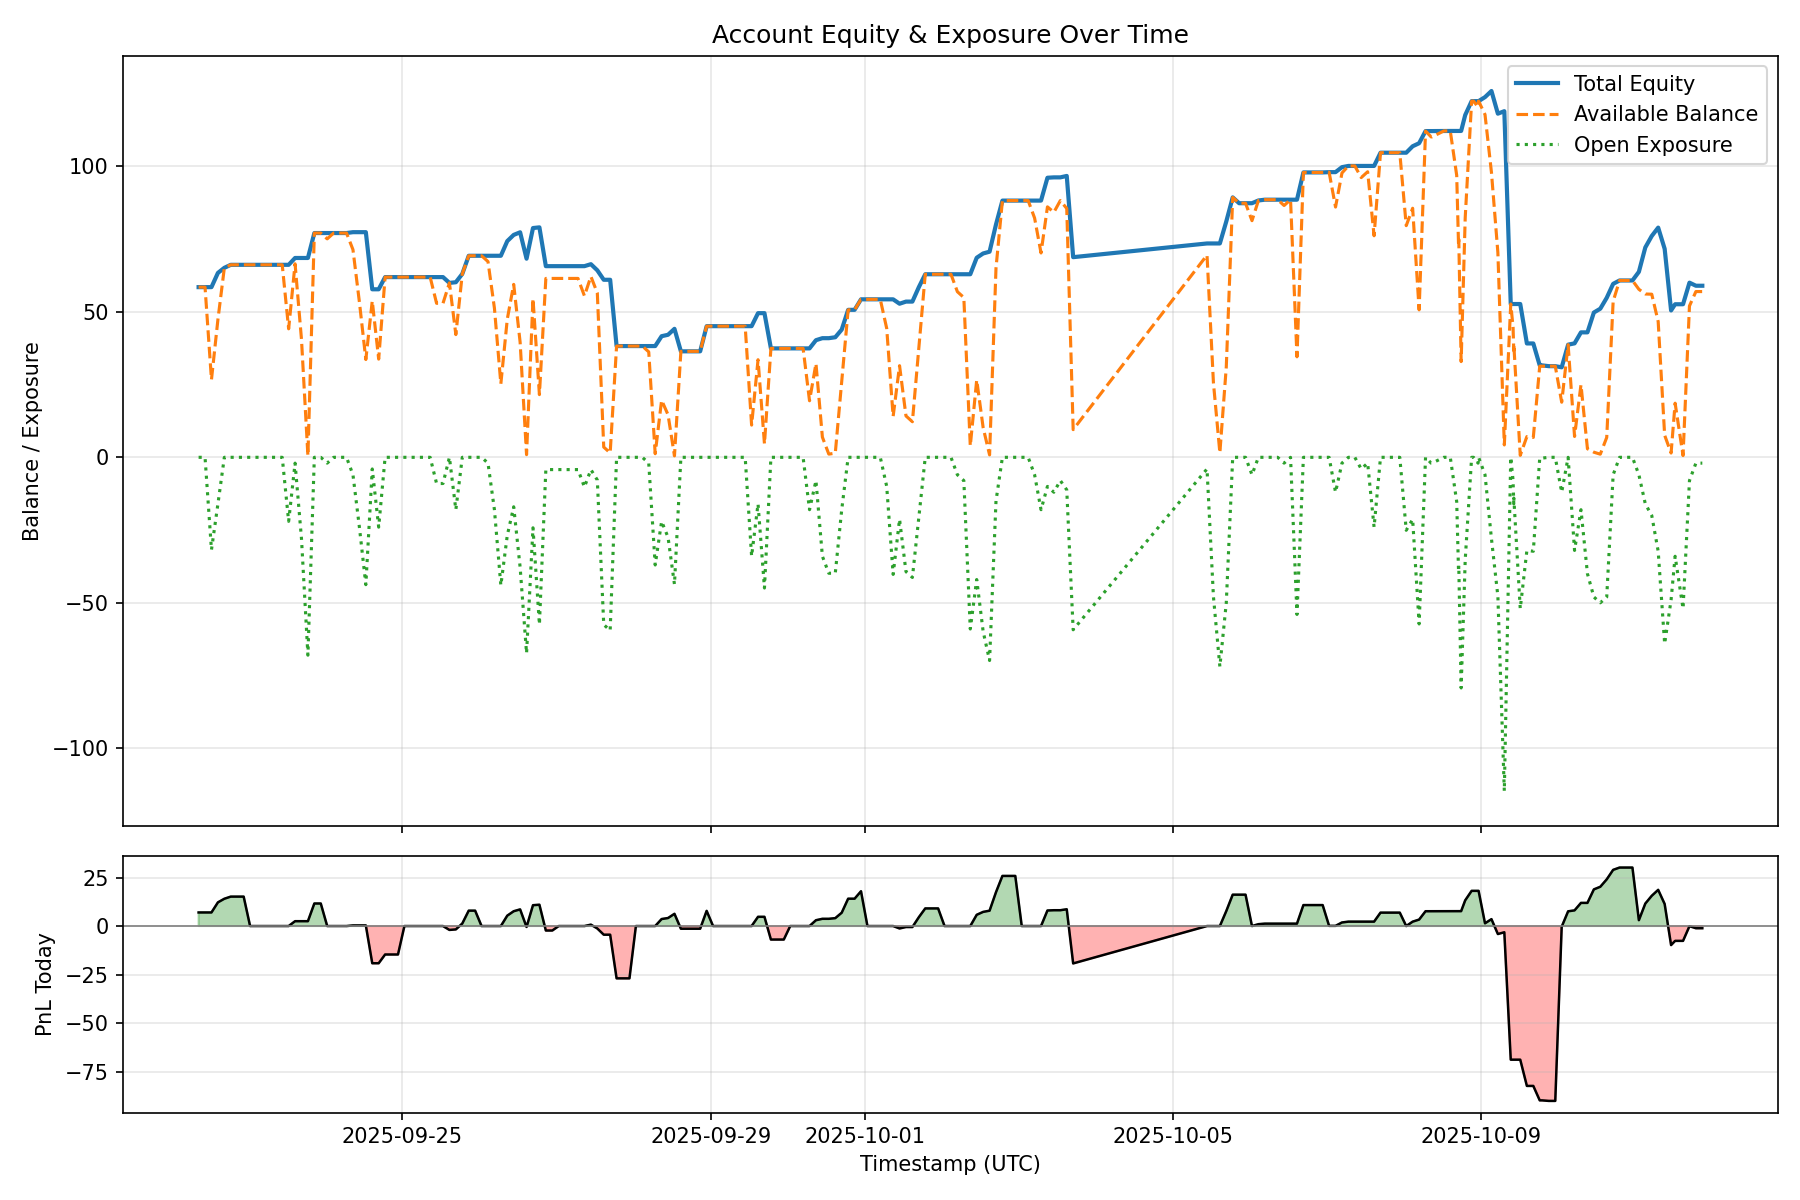 Account Equity & Exposure Over Time
Total Equity
Available Balance
Open Exposure
Balance / Exposure
100
50
0
−50
−100
PnL Today
25
0
−25
−50
−75
2025-09-25
2025-09-29
2025-10-01
2025-10-05
2025-10-09
Timestamp (UTC)